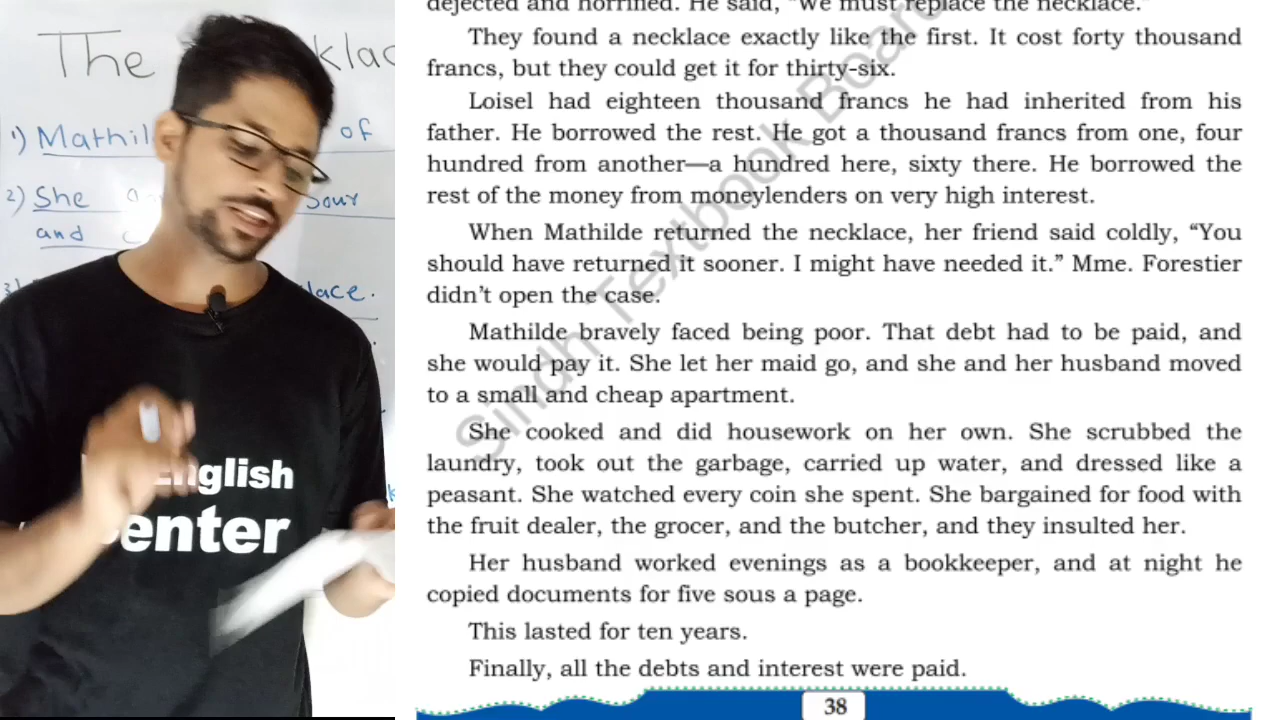 The klac
1) Mathil of
2) She Sour
and
lace.
English
enter
dejected and horrified. He said, "We must replace the necklace."
They found a necklace exactly like the first. It cost forty thousand
francs, but they could get it for thirty-six.
Loisel had eighteen thousand francs he had inherited from his
father. He borrowed the rest. He got a thousand francs from one, four
hundred from another—a hundred here, sixty there. He borrowed the
rest of the money from moneylenders on very high interest.
When Mathilde returned the necklace, her friend said coldly, "You
should have returned it sooner. I might have needed it." Mme. Forestier
didn't open the case.
Mathilde bravely faced being poor. That debt had to be paid, and
she would pay it. She let her maid go, and she and her husband moved
to a small and cheap apartment.
She cooked and did housework on her own. She scrubbed the
laundry, took out the garbage, carried up water, and dressed like a
peasant. She watched every coin she spent. She bargained for food with
the fruit dealer, the grocer, and the butcher, and they insulted her.
Her husband worked evenings as a bookkeeper, and at night he
copied documents for five sous a page.
This lasted for ten years.
Finally, all the debts and interest were paid.
38
Sindh Textbook Board